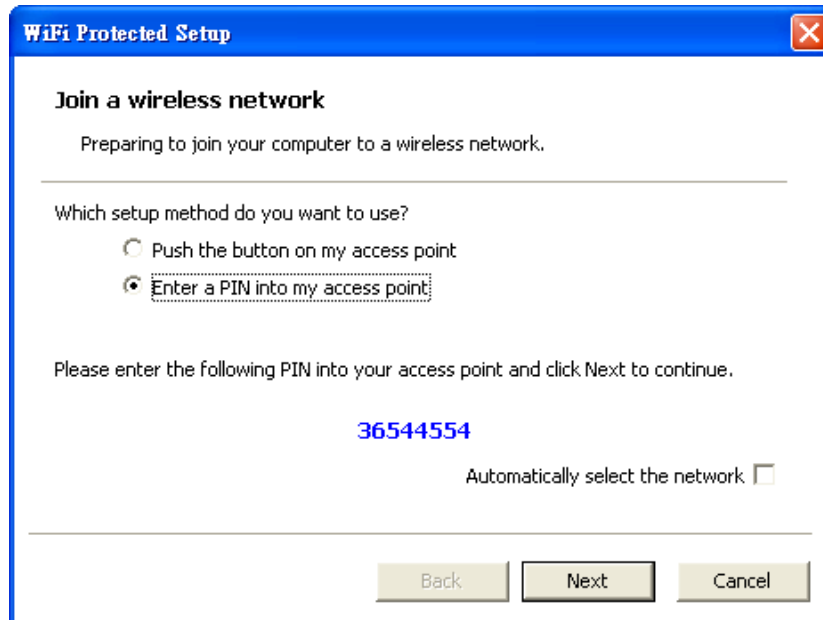 WiFi Protected Setup
Join a wireless network
Preparing to join your computer to a wireless network.
Which setup method do you want to use?
Push the button on my access point
Enter a PIN into my access point
Please enter the following PIN into your access point and click Next to continue.
36544554
Automatically select the network
Back Next Cancel